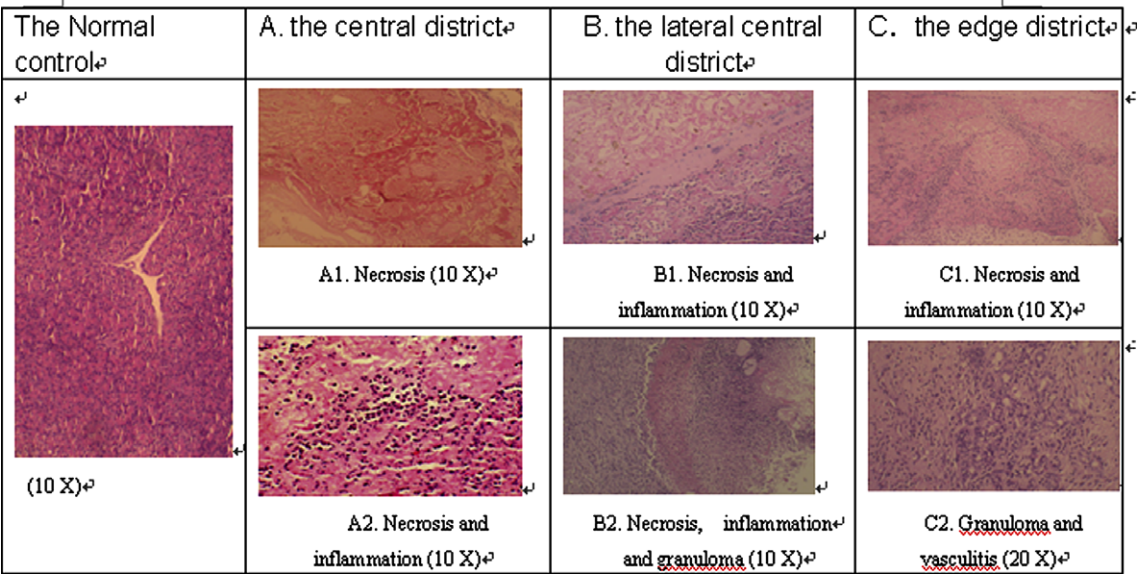 The Normal
control
A. the central district
B. the lateral central
district
C. the edge district
(10 X)
A1. Necrosis (10 X)
B1. Necrosis and
inflammation (10 X)
C1. Necrosis and
inflammation (10 X)
A2. Necrosis and
inflammation (10 X)
B2. Necrosis, inflammation
and granuloma (10 X)
C2. Granuloma and
vasculitis (20 X)